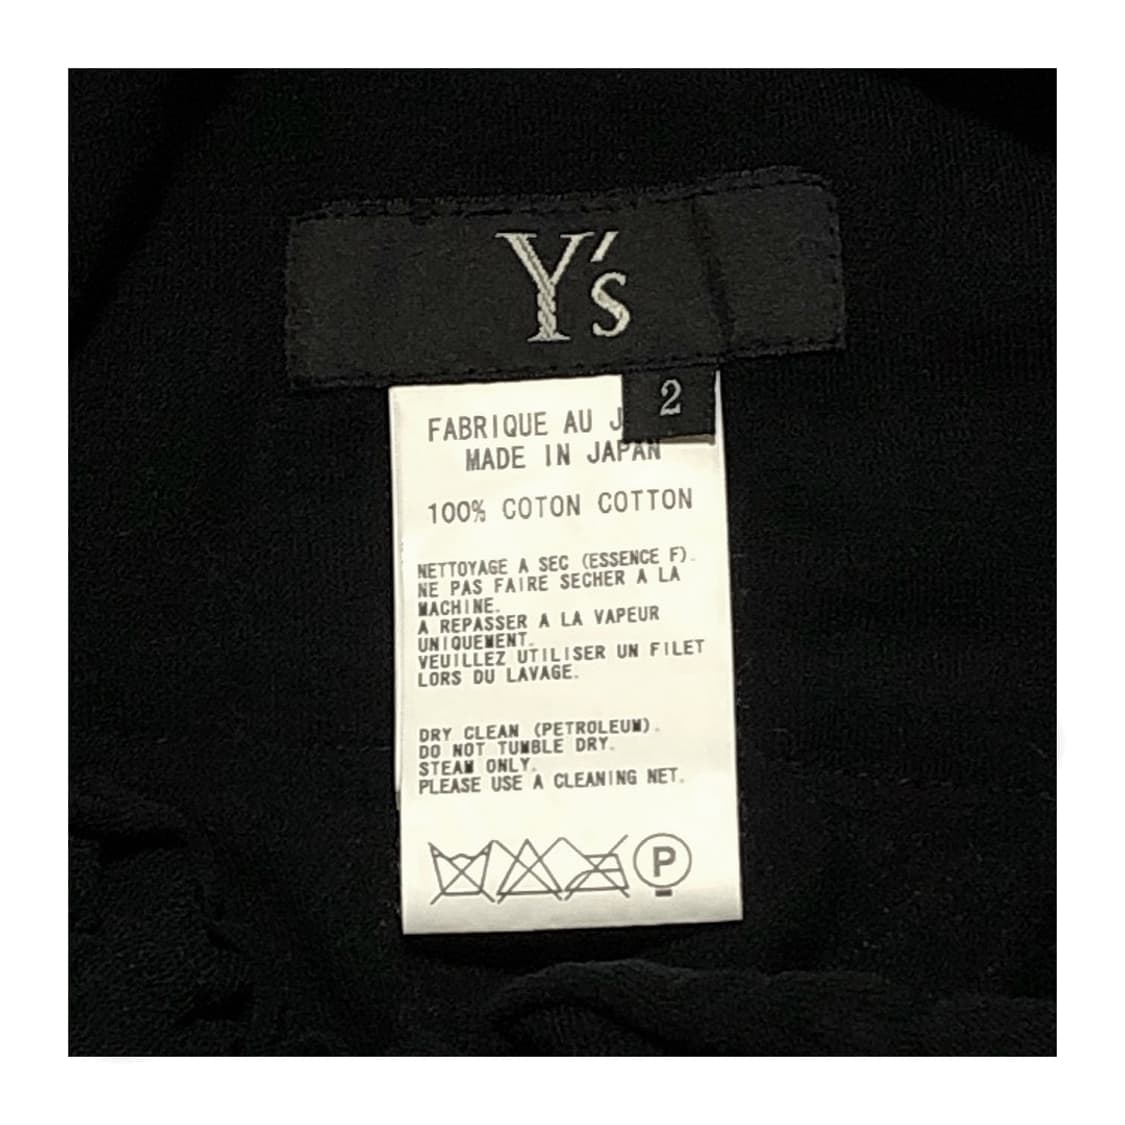 Y's
2
FABRIQUE AU
MADE IN JAPAN
100% COTON COTTON
NETTOYAGE A SEC (ESSENCE F).
NE PAS FAIRE SECHER A LA
MACHINE.
A REPASSER A LA VAPEUR
UNIQUEMENT.
VEUILLEZ UTILISER UN FILET
LORS DU LAVAGE.
DRY CLEAN (PETROLEUM).
DO NOT TUMBLE DRY.
STEAM ONLY.
PLEASE USE A CLEANING NET.
P